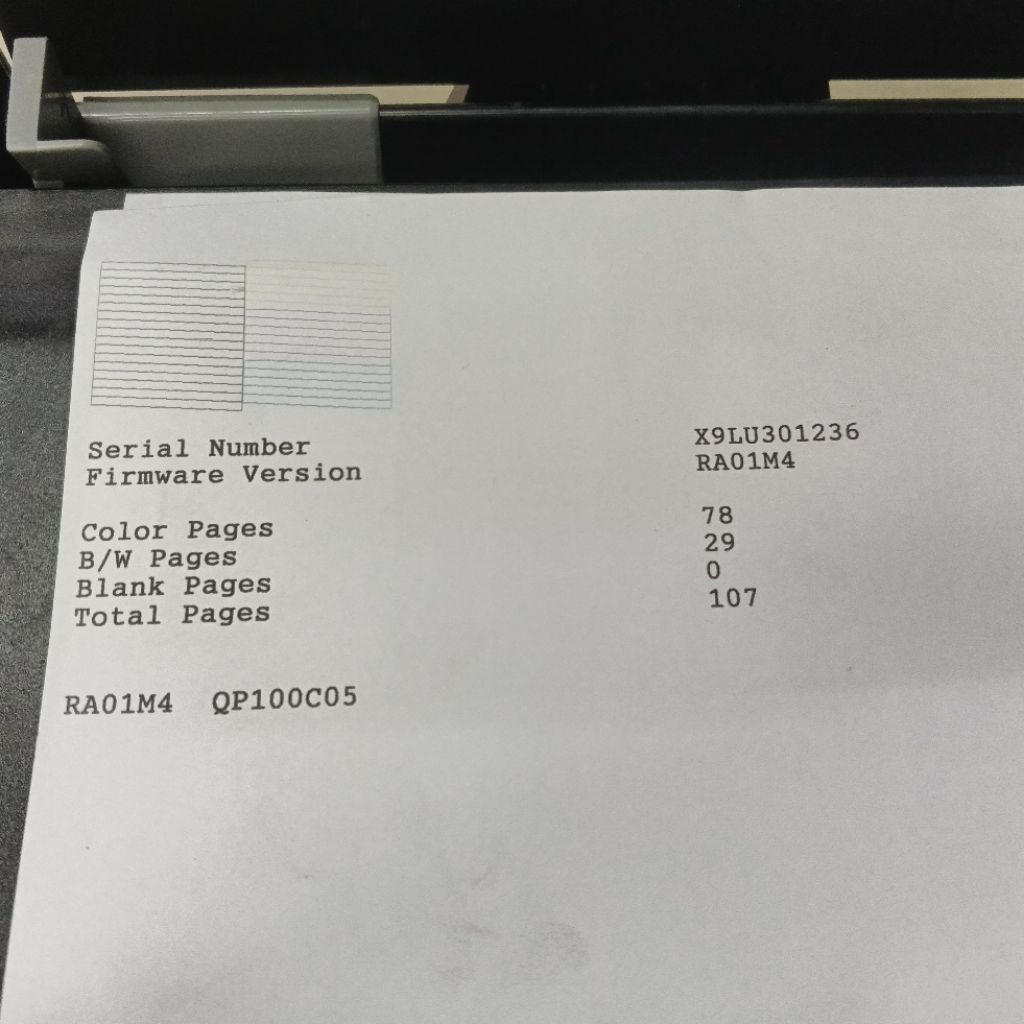 Serial Number X9LU301236
Firmware Version RA01M4
Color Pages 78
B/W Pages 29
Blank Pages 0
Total Pages 107
RA01M4 QP100C05